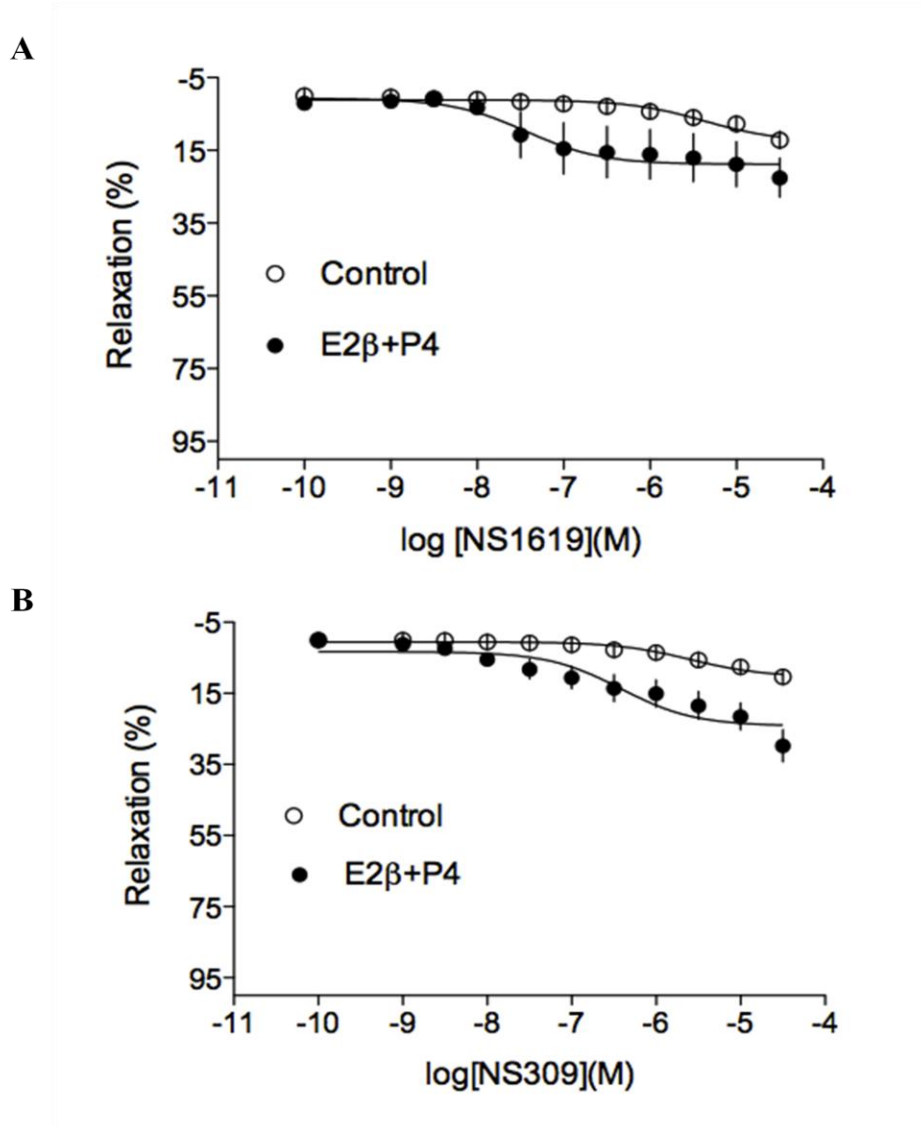 A
-5
15
35
55
75
95
Relaxation (%)
Control
E2β+P4
-11 -10 -9 -8 -7 -6 -5 -4
log [NS1619](M)
B
-5
15
35
55
75
95
Relaxation (%)
Control
E2β+P4
-11 -10 -9 -8 -7 -6 -5 -4
log[NS309](M)